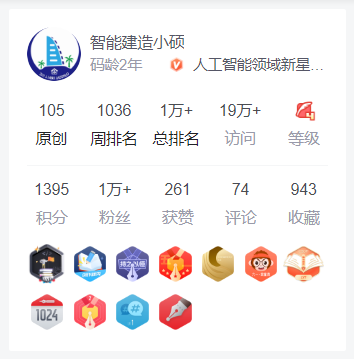 智能建造小硕
码龄2年 人工智能领域新星…
105 1036 1万+ 19万+
原创 周排名 总排名 访问 等级
1395 1万+ 261 74 943
积分 粉丝 获赞 评论 收藏
1024